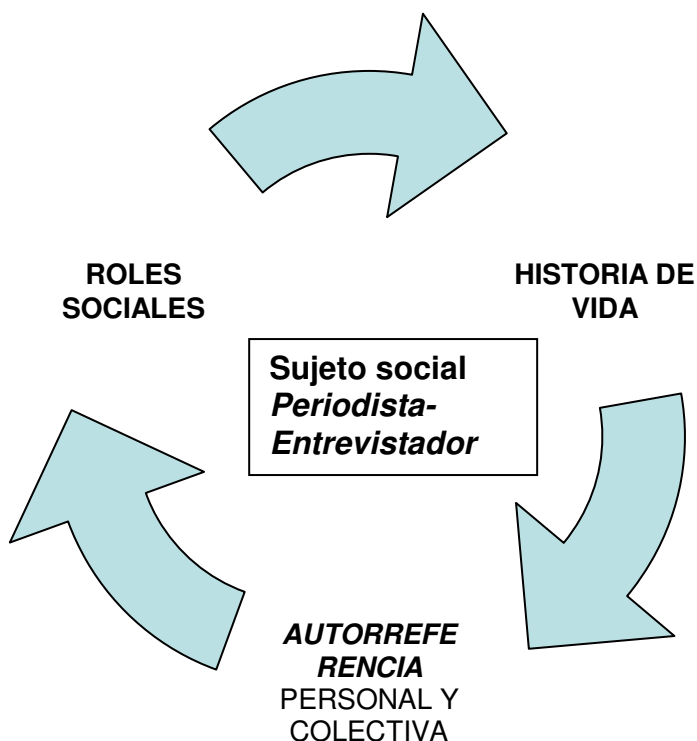 ROLES
SOCIALES
HISTORIA DE
VIDA
Sujeto social
Periodista-
Entrevistador
AUTORREFE
RENCIA
PERSONAL Y
COLECTIVA